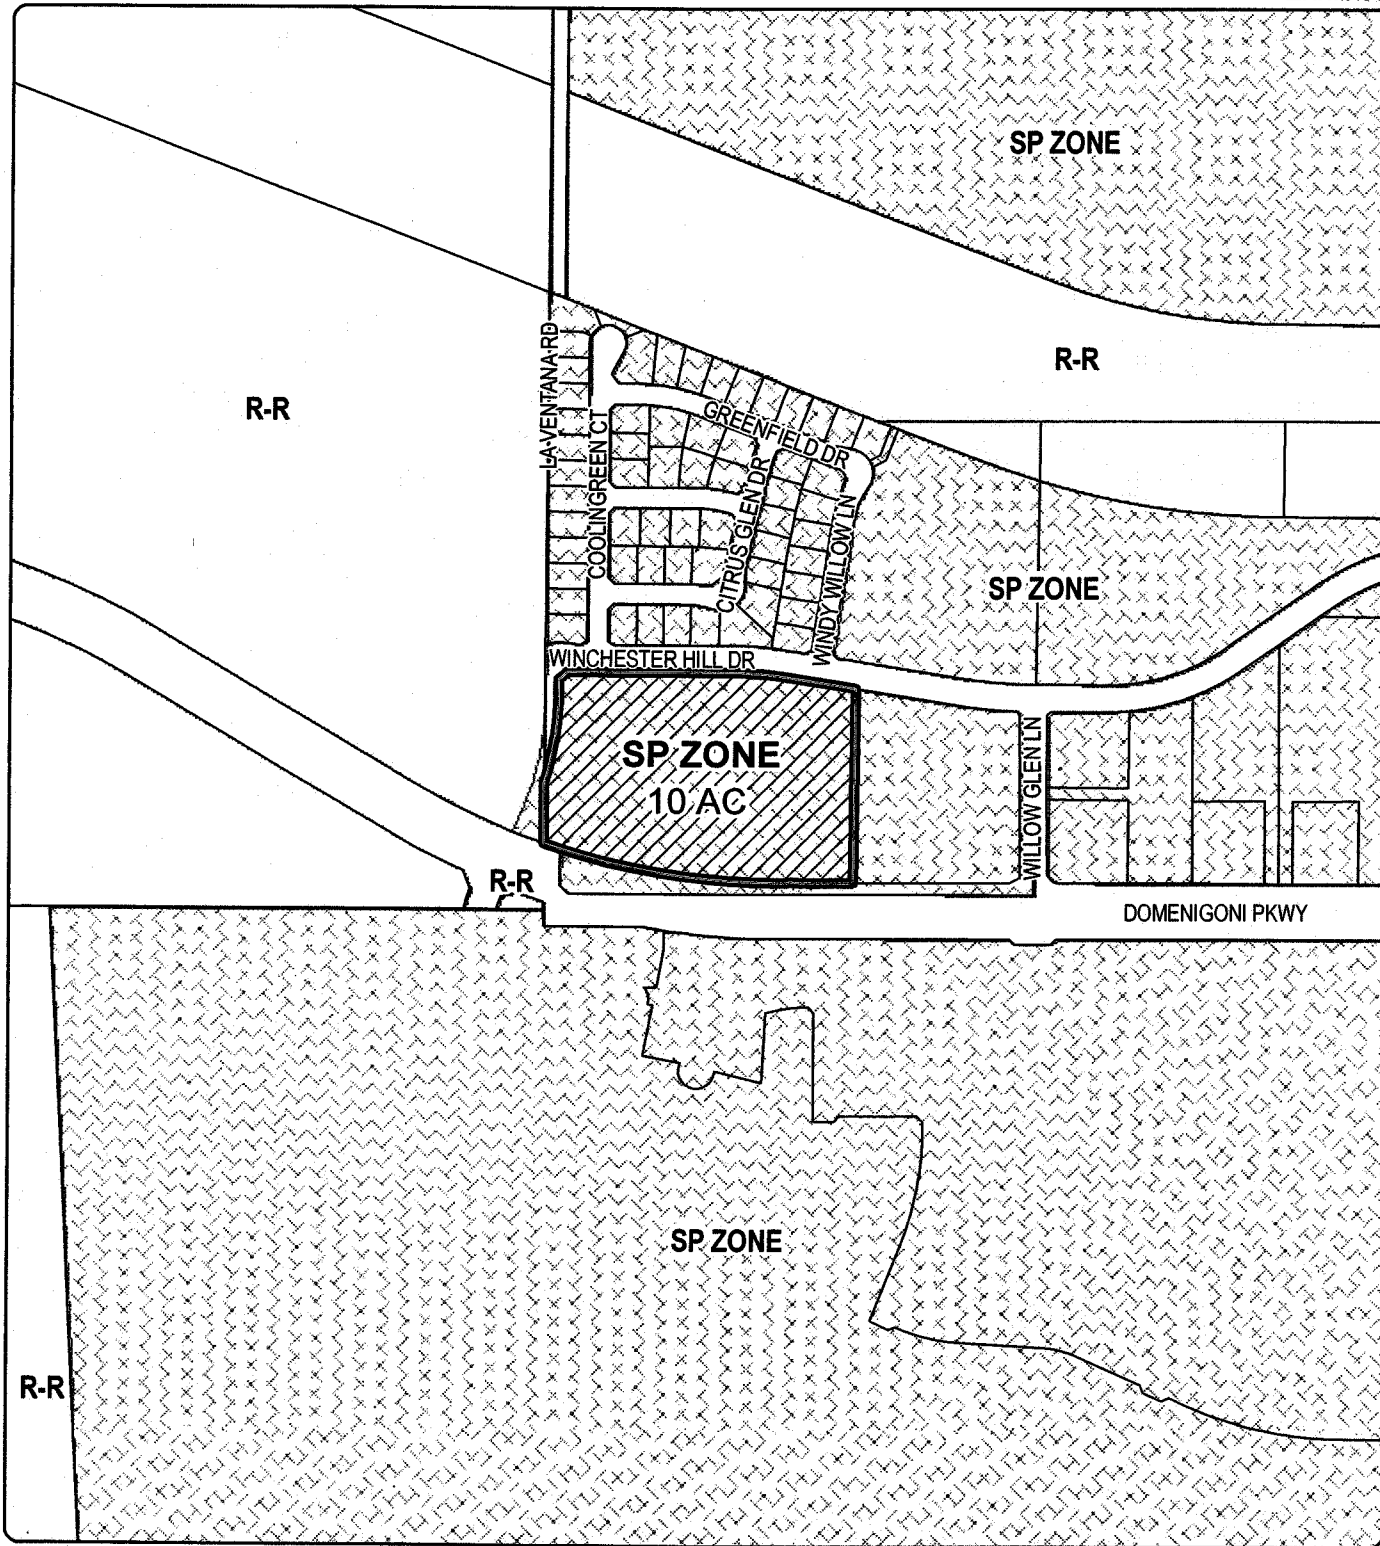 SP ZONE
R-R
R-R
LA VENTANA RD
GREENFIELD DR
COOLINGREEN CT
CITRUS GLEN DR
WINDY WILLOW LN
SP ZONE
WINCHESTER HILL DR
SP ZONE
10 AC
WILLOW GLEN LN
R-R
DOMENIGONI PKWY
SP ZONE
R-R